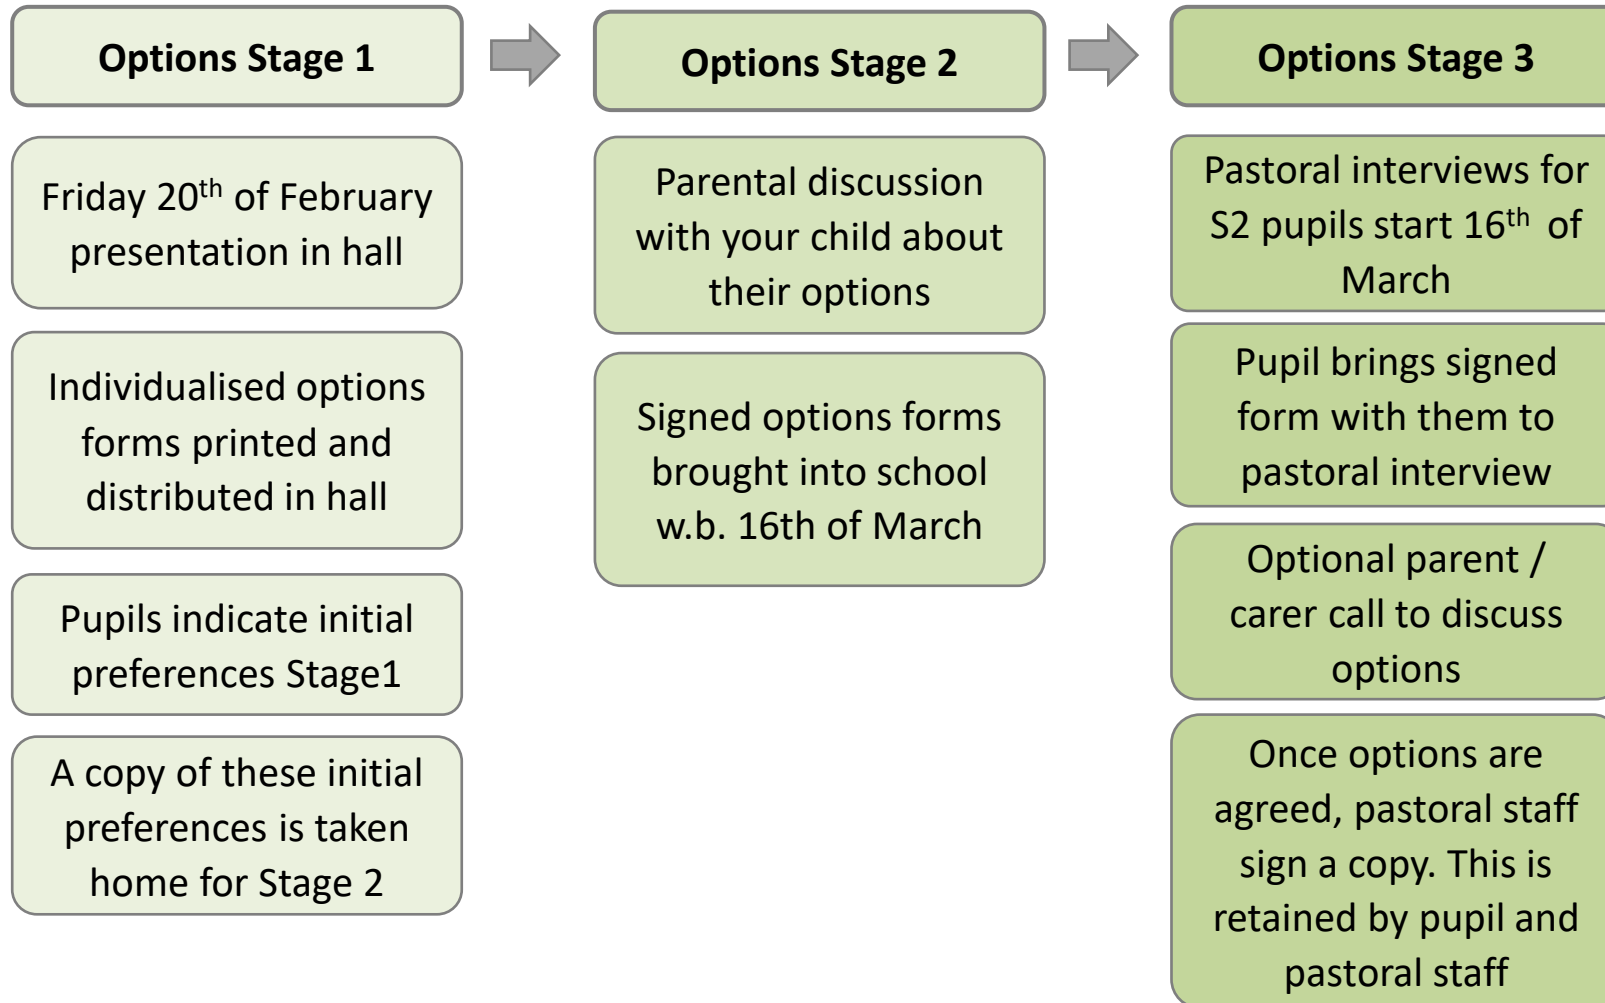 Options Stage 1
Friday 20th of February
presentation in hall
Individualised options
forms printed and
distributed in hall
Pupils indicate initial
preferences Stage1
A copy of these initial
preferences is taken
home for Stage 2
Options Stage 2
Parental discussion
with your child about
their options
Signed options forms
brought into school
w.b. 16th of March
Options Stage 3
Pastoral interviews for
S2 pupils start 16th of
March
Pupil brings signed
form with them to
pastoral interview
Optional parent /
carer call to discuss
options
Once options are
agreed, pastoral staff
sign a copy. This is
retained by pupil and
pastoral staff